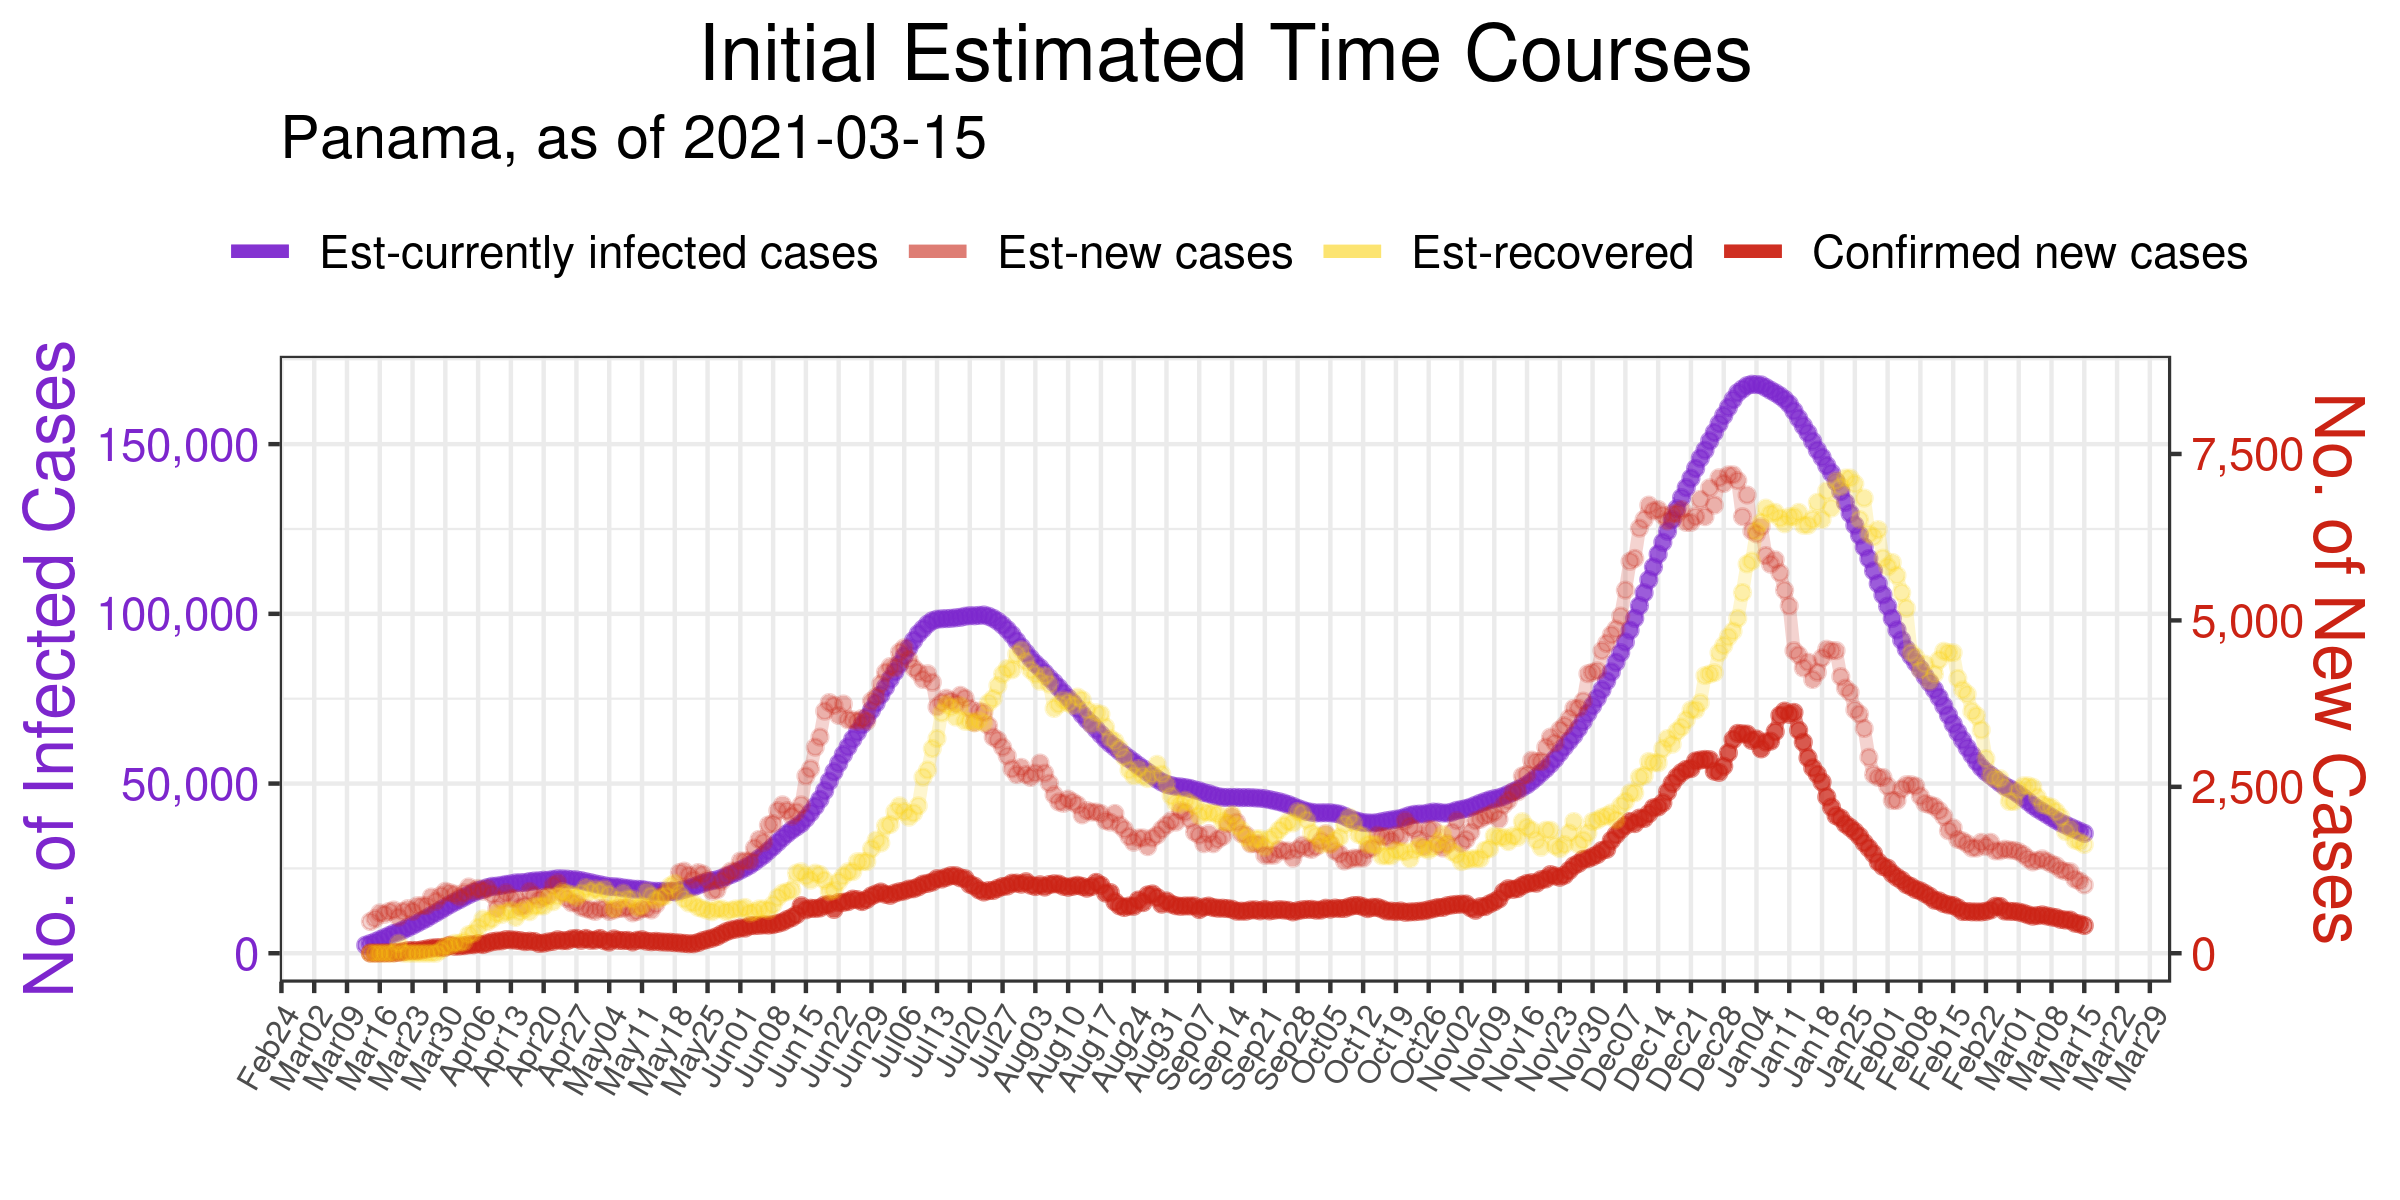 Initial Estimated Time Courses
Panama, as of 2021-03-15
Est-currently infected cases Est-new cases Est-recovered Confirmed new cases
No. of Infected Cases
150,000
100,000
50,000
0
7,500
5,000
2,500
0
No. of New Cases
Feb24 Mar02 Mar09 Mar16 Mar23 Mar30 Apr06 Apr13 Apr20 Apr27 May04 May11 May18 May25 Jun01 Jun08 Jun15 Jun22 Jun29 Jul06 Jul13 Jul20 Jul27 Aug03 Aug10 Aug17 Aug24 Aug31 Sep07 Sep14 Sep21 Sep28 Oct05 Oct12 Oct19 Oct26 Nov02 Nov09 Nov16 Nov23 Nov30 Dec07 Dec14 Dec21 Dec28 Jan04 Jan11 Jan18 Jan25 Feb01 Feb08 Feb15 Feb22 Mar01 Mar08 Mar15 Mar22 Mar29